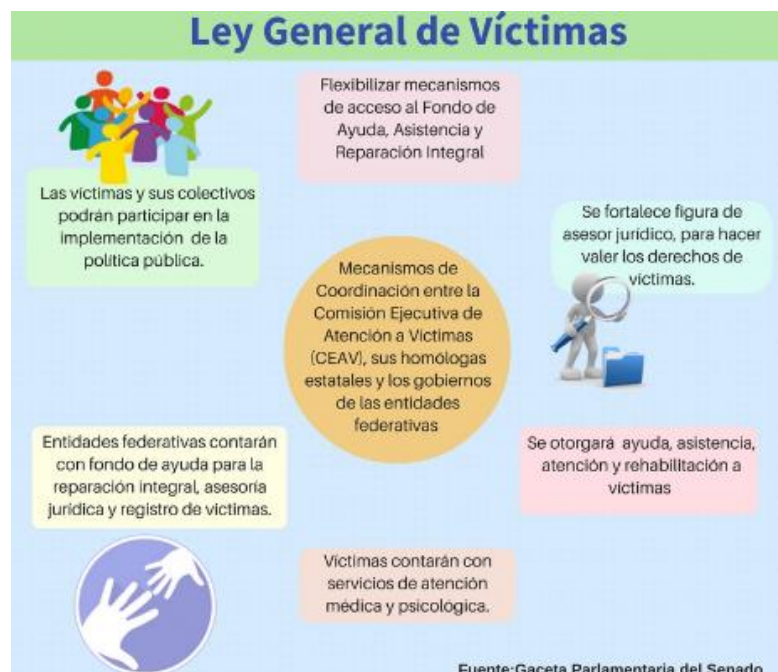 Ley General de Víctimas
Flexibilizar mecanismos
de acceso al Fondo de
Ayuda, Asistencia y
Reparación Integral
Las víctimas y sus colectivos
podrán participar en la
implementación de la
política pública.
Se fortalece figura de
asesor jurídico, para hacer
valer los derechos de
víctimas.
Mecanismos de
Coordinación entre la
Comisión Ejecutiva de
Atención a Víctimas
(CEAV), sus homólogas
estatales y los gobiernos
de las entidades
federativas
Entidades federativas contarán
con fondo de ayuda para la
reparación integral, asesoría
jurídica y registro de víctimas.
Se otorgará ayuda, asistencia,
atención y rehabilitación a
víctimas
Víctimas contarán con
servicios de atención
médica y psicológica.
Fuente:Gaceta Parlamentaria del Senado